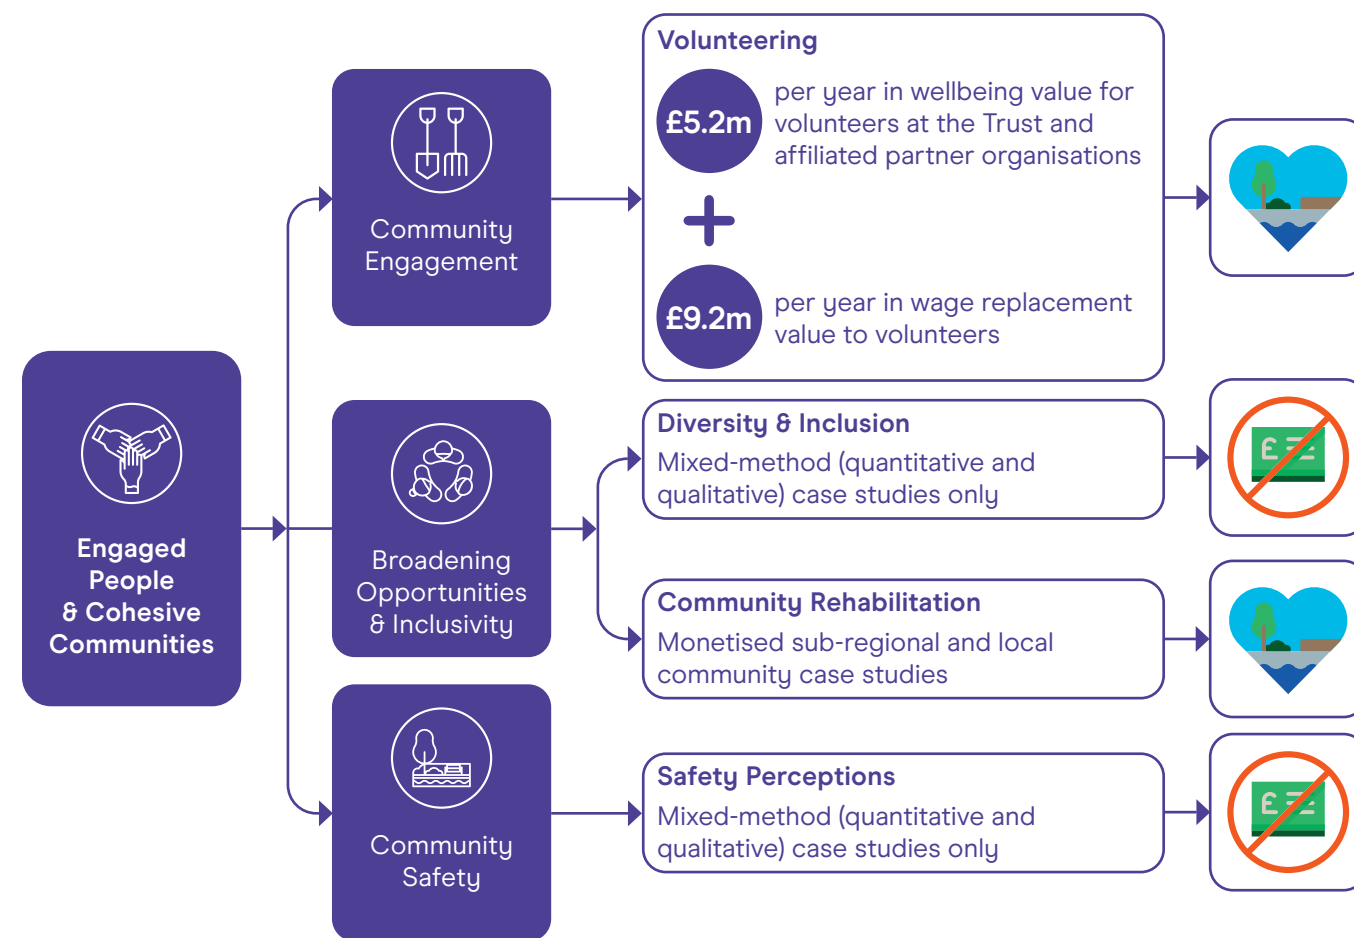 Engaged
People
& Cohesive
Communities
Community
Engagement
Volunteering
£5.2m
per year in wellbeing value for
volunteers at the Trust and
affiliated partner organisations
+
£9.2m
per year in wage replacement
value to volunteers
Broadening
Opportunities
& Inclusivity
Diversity & Inclusion
Mixed-method (quantitative and
qualitative) case studies only
£
Community Rehabilitation
Monetised sub-regional and local
community case studies
Community
Safety
Safety Perceptions
Mixed-method (quantitative and
qualitative) case studies only
£